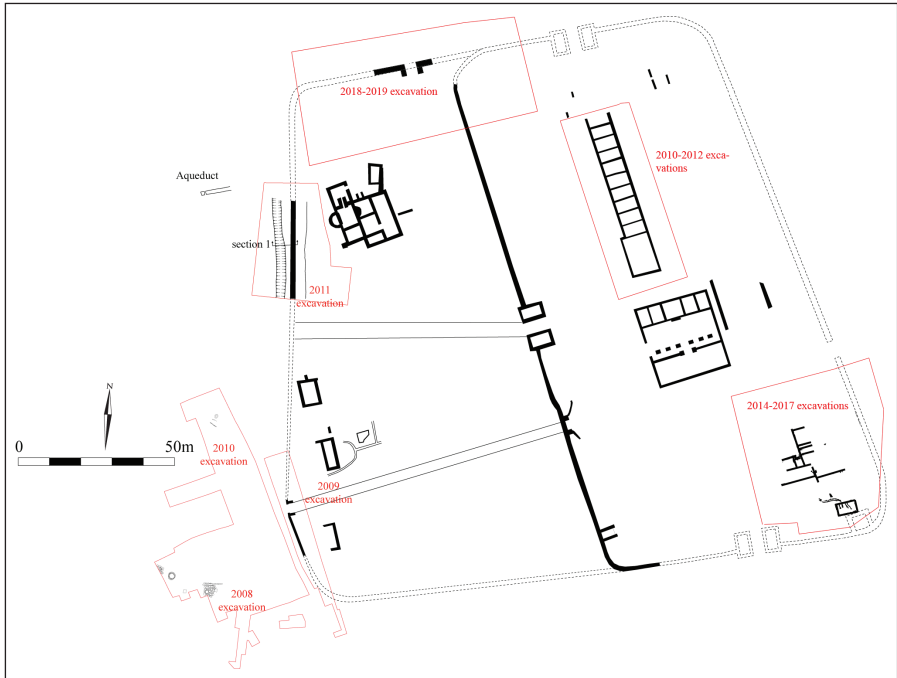 2018-2019 excavation
2010-2012 exca-
vations
Aqueduct
section 1
2011
excavation
N
0
50m
2014-2017 excavations
2010
excavation
2009
excavation
2008
excavation